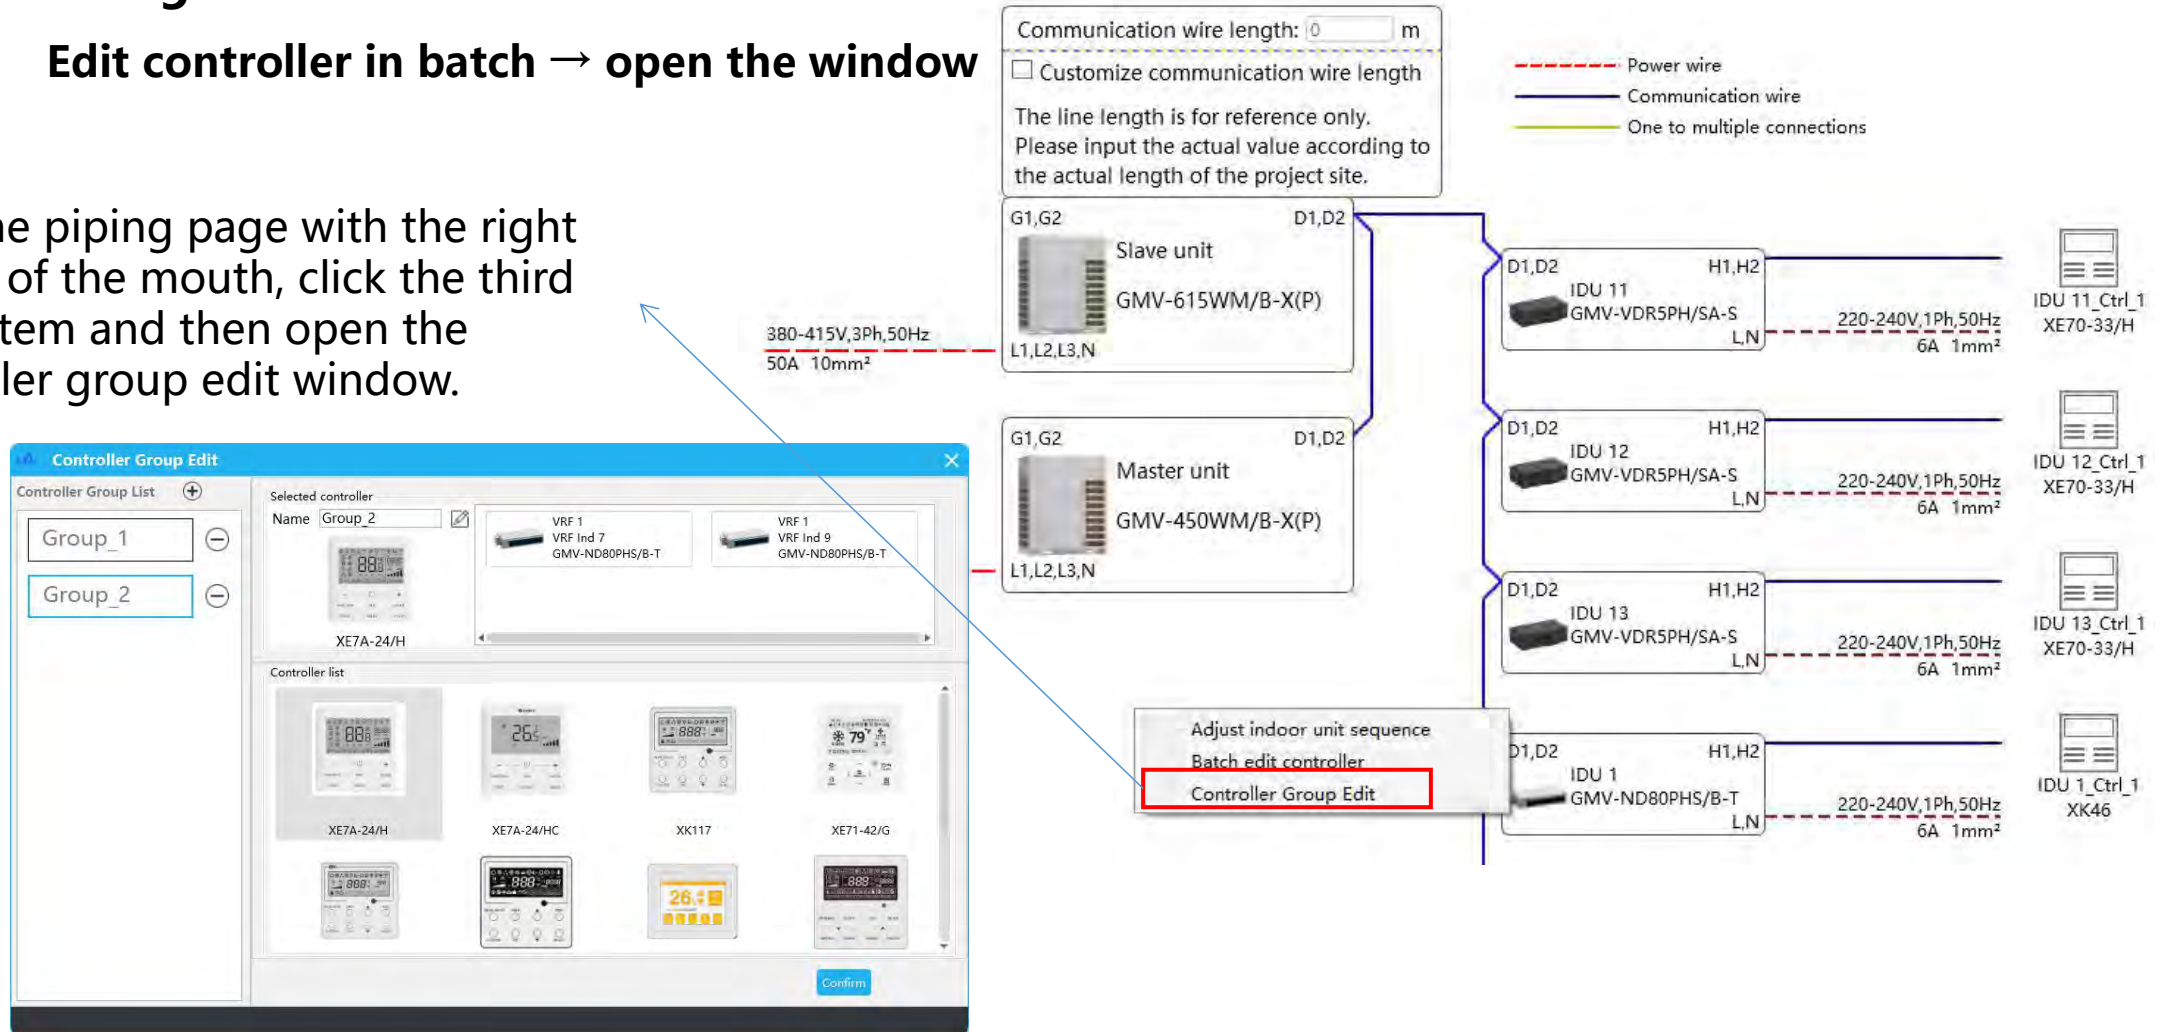 Edit controller in batch → open the window
ne piping page with the right
of the mouth, click the third
tem and then open the
ler group edit window.
Controller Group Edit
Controller Group List
Group_1
Group_2
Selected controller
Name Group_2
XE7A-24/H
VRF 1
VRF Ind 7
GMV-ND80PHS/B-T
VRF 1
VRF Ind 9
GMV-ND80PHS/B-T
Controller list
XE7A-24/H
XE7A-24/HC
XK117
XE71-42/G
Confirm
Communication wire length: 0 m
Customize communication wire length
The line length is for reference only.
Please input the actual value according to
the actual length of the project site.
Power wire
Communication wire
One to multiple connections
G1,G2 D1,D2
Slave unit
GMV-615WM/B-X(P)
L1,L2,L3,N
380-415V,3Ph,50Hz
50A 10mm²
G1,G2 D1,D2
Master unit
GMV-450WM/B-X(P)
L1,L2,L3,N
D1,D2 H1,H2
IDU 11
GMV-VDR5PH/SA-S
L,N
220-240V,1Ph,50Hz
6A 1mm²
IDU 11_Ctrl_1
XE70-33/H
D1,D2 H1,H2
IDU 12
GMV-VDR5PH/SA-S
L,N
220-240V,1Ph,50Hz
6A 1mm²
IDU 12_Ctrl_1
XE70-33/H
D1,D2 H1,H2
IDU 13
GMV-VDR5PH/SA-S
L,N
220-240V,1Ph,50Hz
6A 1mm²
IDU 13_Ctrl_1
XE70-33/H
Adjust indoor unit sequence
Batch edit controller
Controller Group Edit
D1,D2 H1,H2
IDU 1
GMV-ND80PHS/B-T
L,N
220-240V,1Ph,50Hz
6A 1mm²
IDU 1_Ctrl_1
XK46